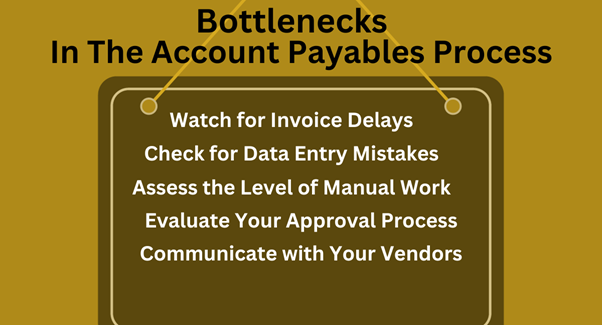 Bottlenecks
In The Account Payables Process
Watch for Invoice Delays
Check for Data Entry Mistakes
Assess the Level of Manual Work
Evaluate Your Approval Process
Communicate with Your Vendors